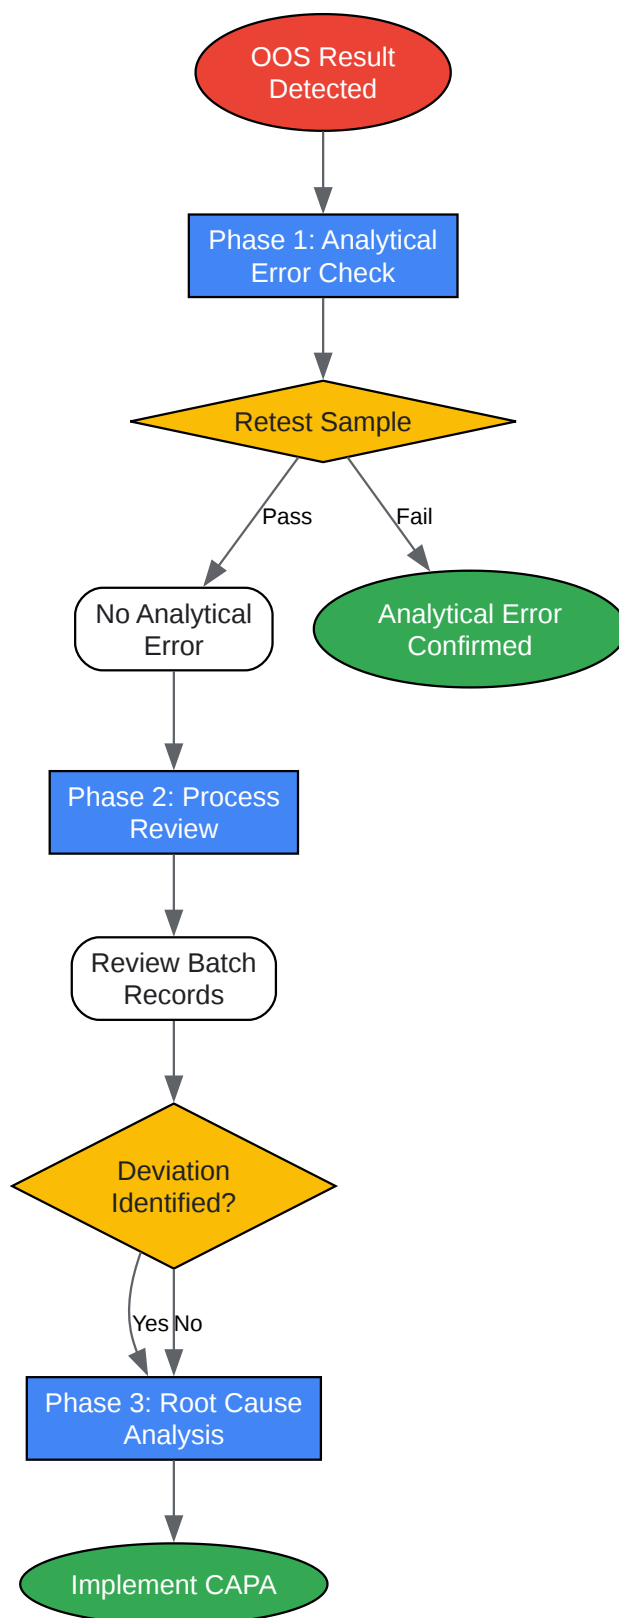 OOS Result
Detected
Phase 1: Analytical
Error Check
Retest Sample
Pass
Fail
No Analytical
Error
Analytical Error
Confirmed
Phase 2: Process
Review
Review Batch
Records
Deviation
Identified?
Yes
No
Phase 3: Root Cause
Analysis
Implement CAPA